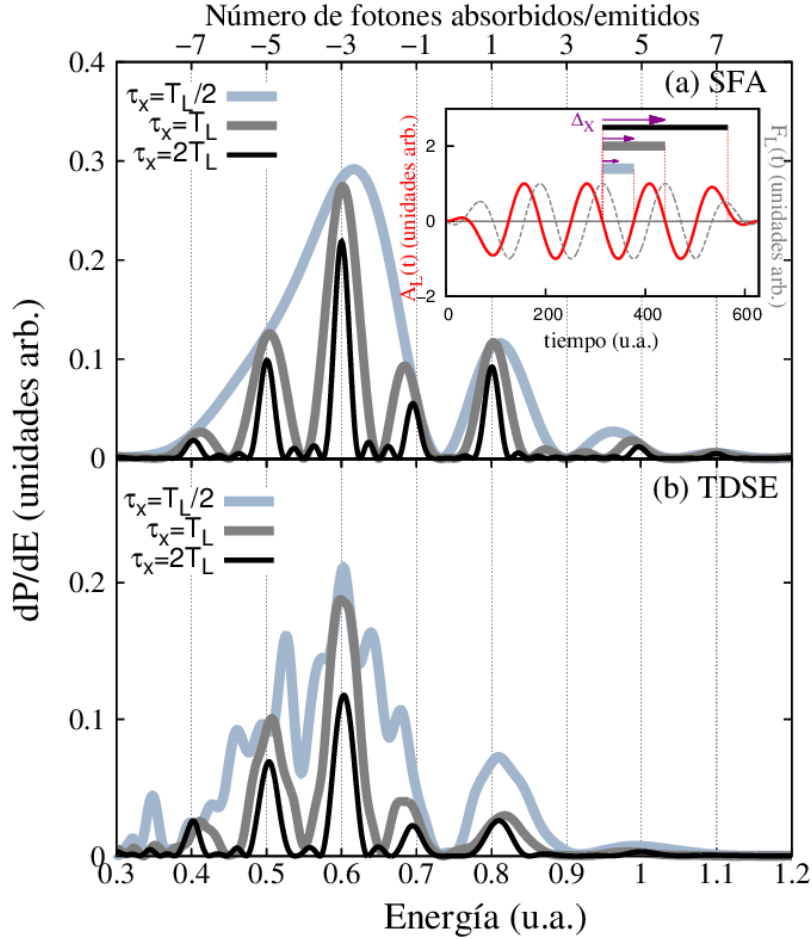 Número de fotones absorbidos/emitidos
−7 −5 −3 −1 1 3 5 7
0.4
(a) SFA
τx=TL/2
τx=TL
τx=2TL
ΔX
2
0
−2
AL(t) (unidades arb.)
FL(t) (unidades arb.)
0 200 400 600
tiempo (u.a.)
0.3
0.2
0.1
0
dP/dE (unidades arb.)
(b) TDSE
τx=TL/2
τx=TL
τx=2TL
0.2
0.1
0
0.3 0.4 0.5 0.6 0.7 0.8 0.9 1 1.1 1.2
Energía (u.a.)